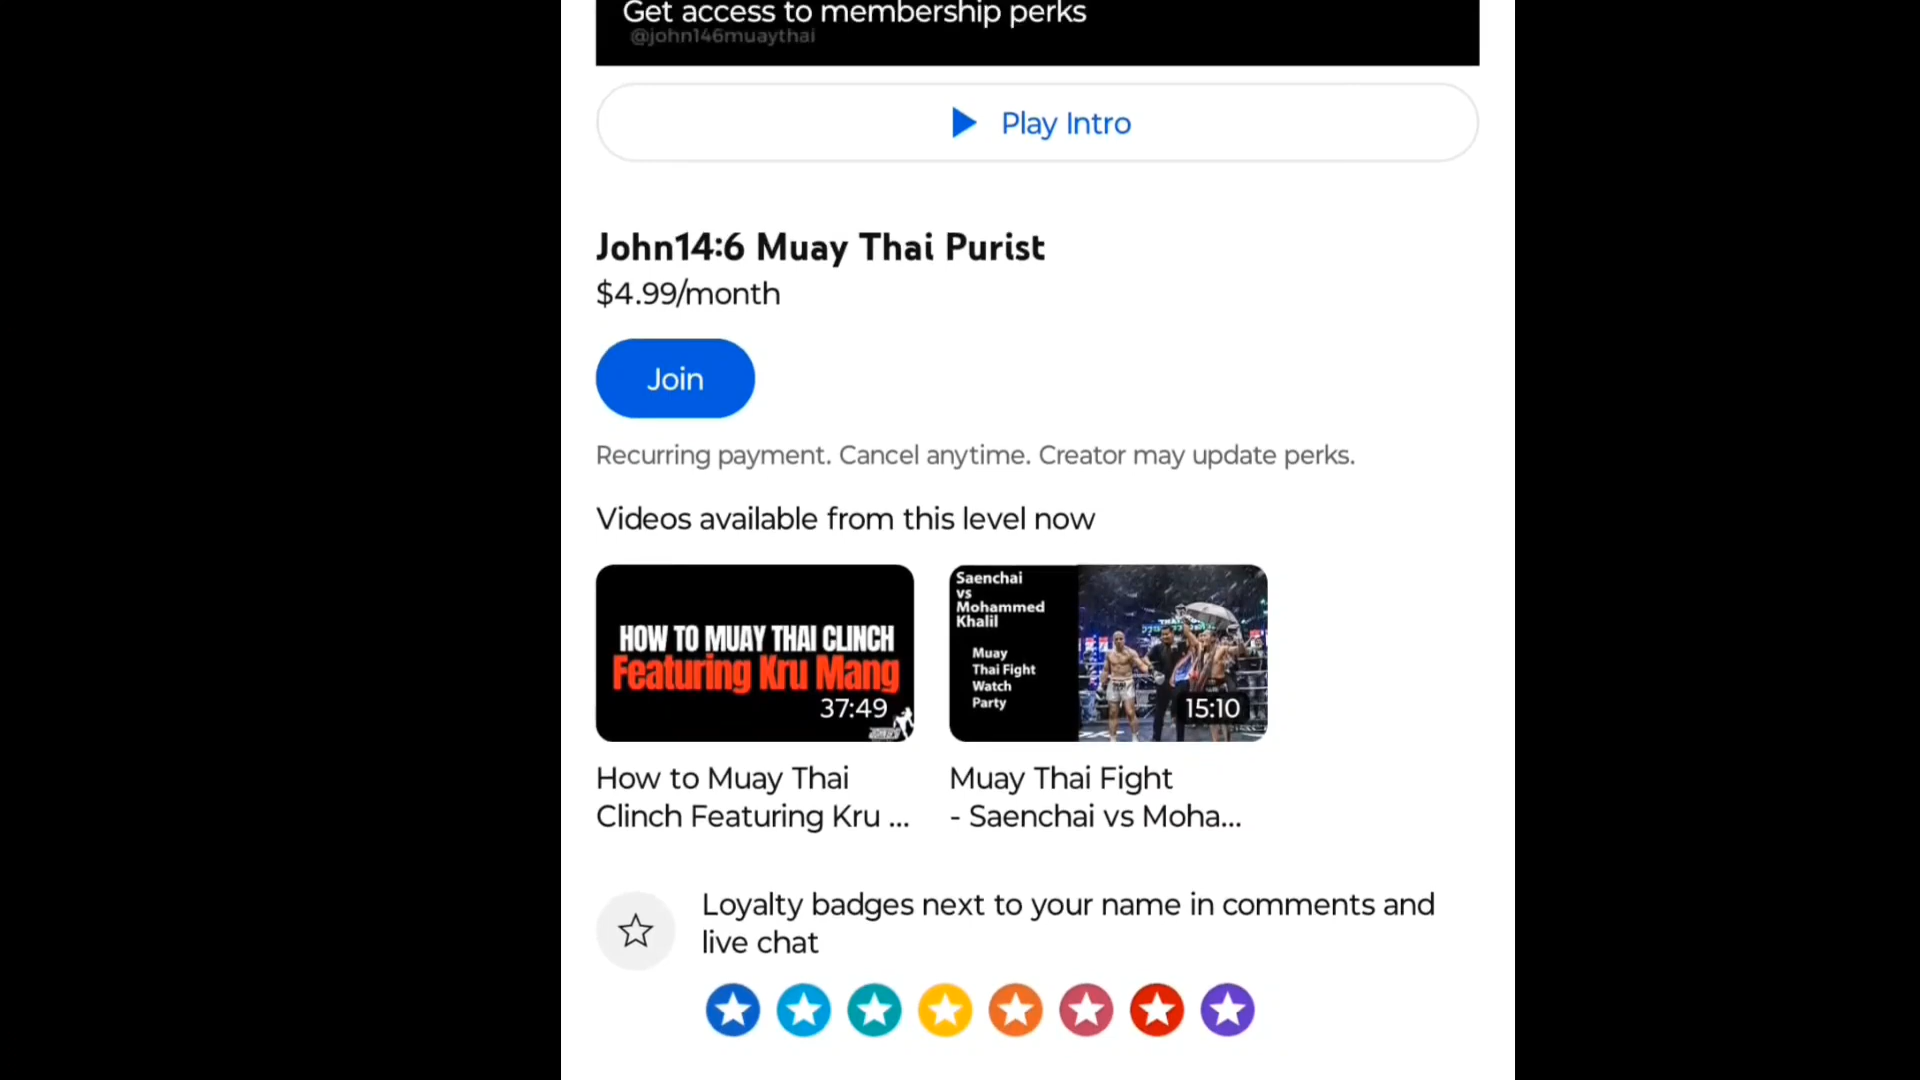 Get access to membership perks
@john146muaythai
Play Intro
John14:6 Muay Thai Purist
$4.99/month
Join
Recurring payment. Cancel anytime. Creator may update perks.
Videos available from this level now
HOW TO MUAY THAI CLINCH
Featuring Kru Mang
37:49
Saenchai
vs
Mohammed
Khalil
Muay
Thai Fight
Watch
Party
15:10
How to Muay Thai
Clinch Featuring Kru ...
Muay Thai Fight
- Saenchai vs Moha...
Loyalty badges next to your name in comments and
live chat